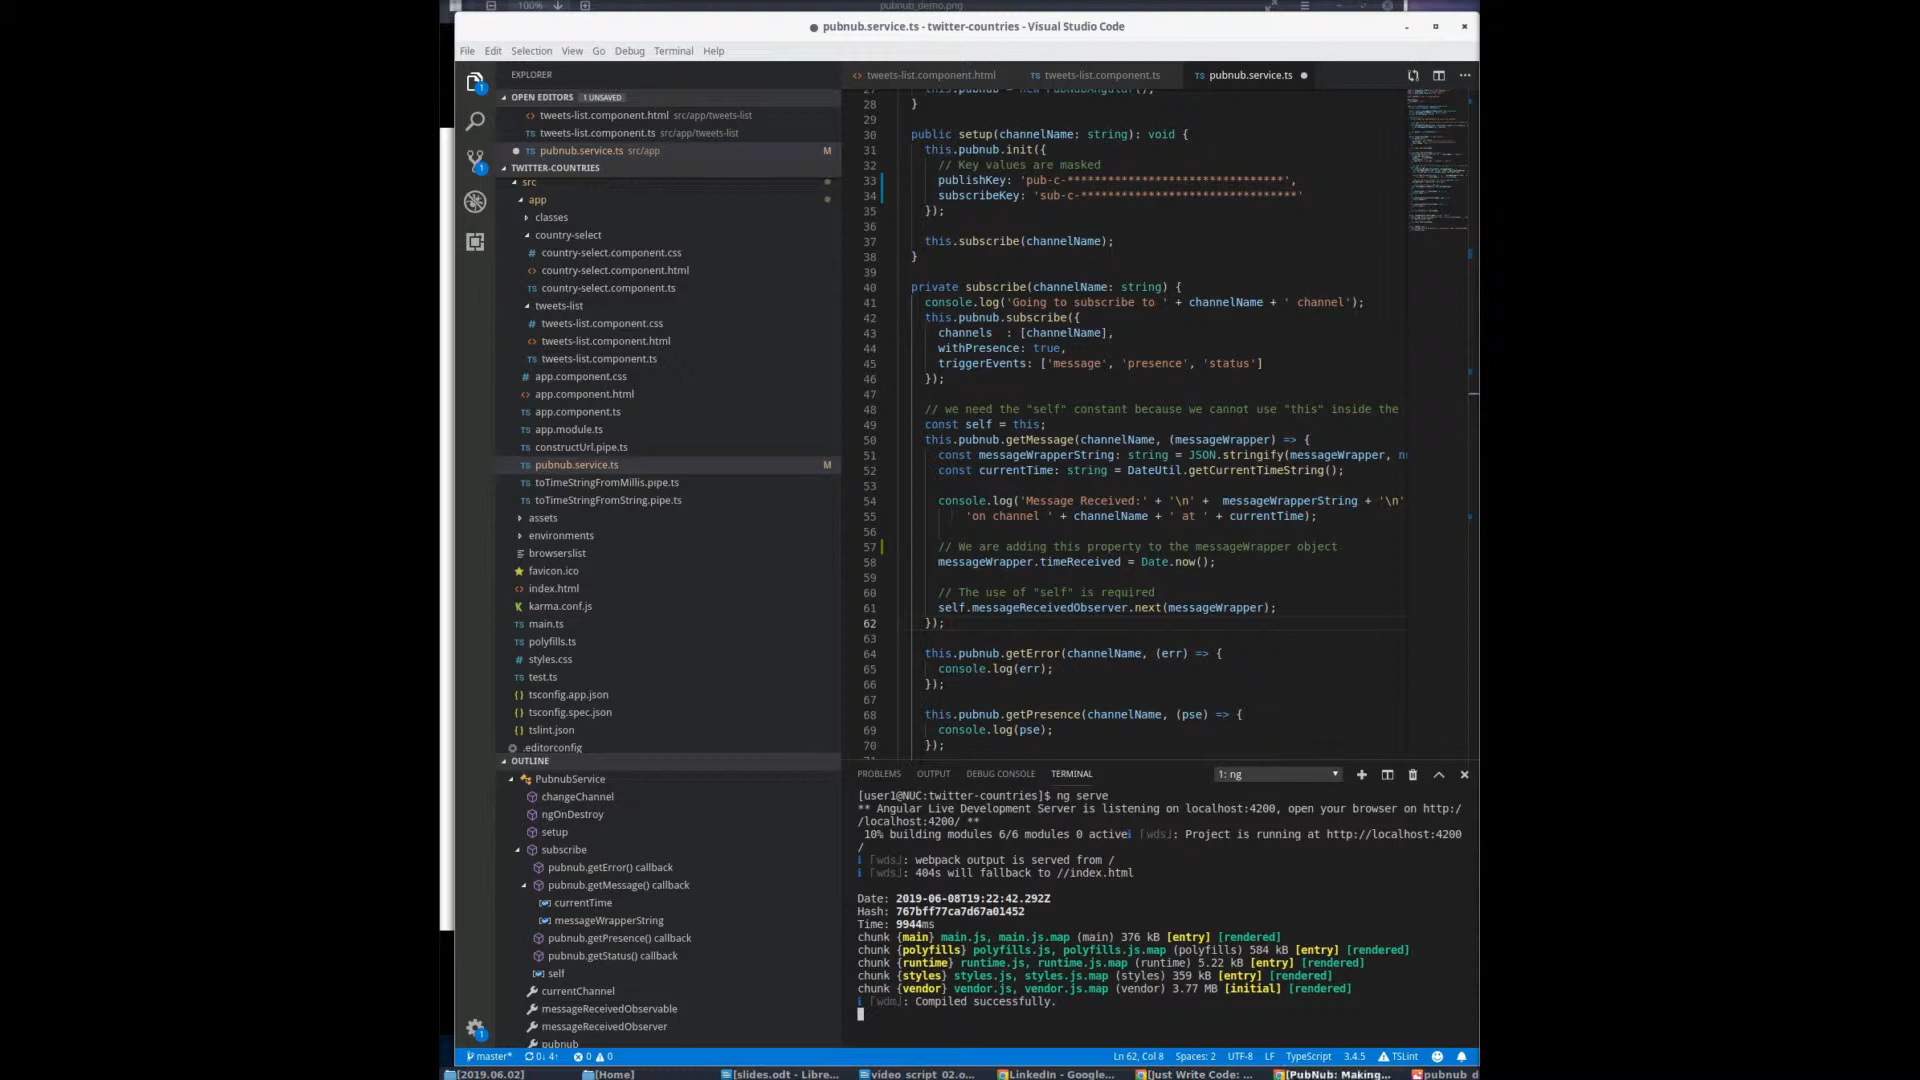 100%
pubnub_demo.png
● pubnub.service.ts - twitter-countries - Visual Studio Code
File Edit Selection View Go Debug Terminal Help
EXPLORER
OPEN EDITORS 1 UNSAVED
tweets-list.component.html src/app/tweets-list
tweets-list.component.ts src/app/tweets-list
pubnub.service.ts src/app M
TWITTER-COUNTRIES
src
app
classes
country-select
country-select.component.css
country-select.component.html
country-select.component.ts
tweets-list
tweets-list.component.css
tweets-list.component.html
tweets-list.component.ts
app.component.css
app.component.html
app.component.ts
app.module.ts
constructUrl.pipe.ts
pubnub.service.ts M
toTimeStringFromMillis.pipe.ts
toTimeStringFromString.pipe.ts
assets
environments
browserslist
favicon.ico
index.html
karma.conf.js
main.ts
polyfills.ts
styles.css
test.ts
tsconfig.app.json
tsconfig.spec.json
tslint.json
.editorconfig
OUTLINE
PubnubService
changeChannel
ngOnDestroy
setup
subscribe
pubnub.getError() callback
pubnub.getMessage() callback
currentTime
messageWrapperString
pubnub.getPresence() callback
pubnub.getStatus() callback
self
currentChannel
messageReceivedObservable
messageReceivedObserver
pubnub
tweets-list.component.html TS tweets-list.component.ts TS pubnub.service.ts ●
27 this.pubnub = new PubNubAngular();
28 }
29
30 public setup(channelName: string): void {
31 this.pubnub.init({
32 // Key values are masked
33 publishKey: 'pub-c-********************************',
34 subscribeKey: 'sub-c-********************************'
35 });
36
37 this.subscribe(channelName);
38 }
39
40 private subscribe(channelName: string) {
41 console.log('Going to subscribe to ' + channelName + ' channel');
42 this.pubnub.subscribe({
43 channels  : [channelName],
44 withPresence: true,
45 triggerEvents: ['message', 'presence', 'status']
46 });
47
48 // we need the "self" constant because we cannot use "this" inside the
49 const self = this;
50 this.pubnub.getMessage(channelName, (messageWrapper) => {
51 const messageWrapperString: string = JSON.stringify(messageWrapper, nu
52 const currentTime: string = DateUtil.getCurrentTimeString();
53
54 console.log('Message Received:' + '\n' +  messageWrapperString + '\n'
55 'on channel ' + channelName + ' at ' + currentTime);
56
57 // We are adding this property to the messageWrapper object
58 messageWrapper.timeReceived = Date.now();
59
60 // The use of "self" is required
61 self.messageReceivedObserver.next(messageWrapper);
62 });
63
64 this.pubnub.getError(channelName, (err) => {
65 console.log(err);
66 });
67
68 this.pubnub.getPresence(channelName, (pse) => {
69 console.log(pse);
70 });
PROBLEMS OUTPUT DEBUG CONSOLE TERMINAL 1: ng
[user1@NUC:twitter-countries]$ ng serve
** Angular Live Development Server is listening on localhost:4200, open your browser on http:/
/localhost:4200/ **
10% building modules 6/6 modules 0 activeℹ ｢wds｣: Project is running at http://localhost:4200
/
ℹ ｢wds｣: webpack output is served from /
ℹ ｢wds｣: 404s will fallback to //index.html
Date: 2019-06-08T19:22:42.292Z
Hash: 767bff77ca7d67a01452
Time: 9944ms
chunk {main} main.js, main.js.map (main) 376 kB [entry] [rendered]
chunk {polyfills} polyfills.js, polyfills.js.map (polyfills) 584 kB [entry] [rendered]
chunk {runtime} runtime.js, runtime.js.map (runtime) 5.22 kB [entry] [rendered]
chunk {styles} styles.js, styles.js.map (styles) 359 kB [entry] [rendered]
chunk {vendor} vendor.js, vendor.js.map (vendor) 3.77 MB [initial] [rendered]
ℹ ｢wdm｣: Compiled successfully.
master* 0↓ 4↑ 0 0 Ln 62, Col 8 Spaces: 2 UTF-8 LF TypeScript 3.4.5 TSLint
[2019.06.02] [Home] [slides.odt - Libre... video_script_02.o... LinkedIn - Google... [Just Write Code: ... [PubNub: Making... pubnub_d